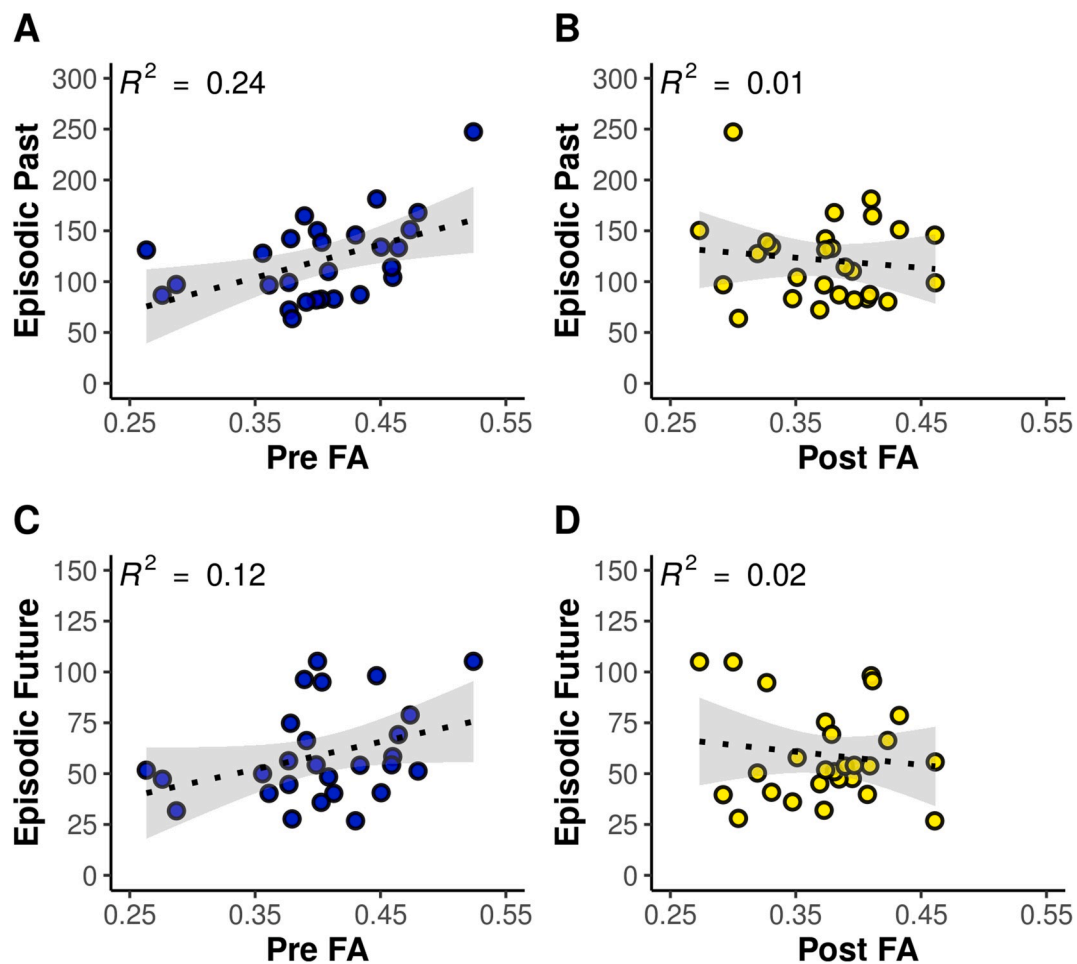 A
R² = 0.24
Episodic Past
300
250
200
150
100
50
0
0.25 0.35 0.45 0.55
Pre FA
B
R² = 0.01
Episodic Past
300
250
200
150
100
50
0
0.25 0.35 0.45 0.55
Post FA
C
R² = 0.12
Episodic Future
150
125
100
75
50
25
0
0.25 0.35 0.45 0.55
Pre FA
D
R² = 0.02
Episodic Future
150
125
100
75
50
25
0
0.25 0.35 0.45 0.55
Post FA